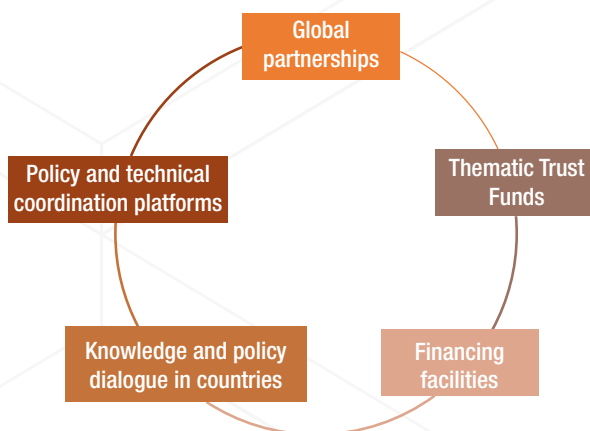 Global
partnerships
Thematic Trust
Funds
Financing
facilities
Knowledge and policy
dialogue in countries
Policy and technical
coordination platforms